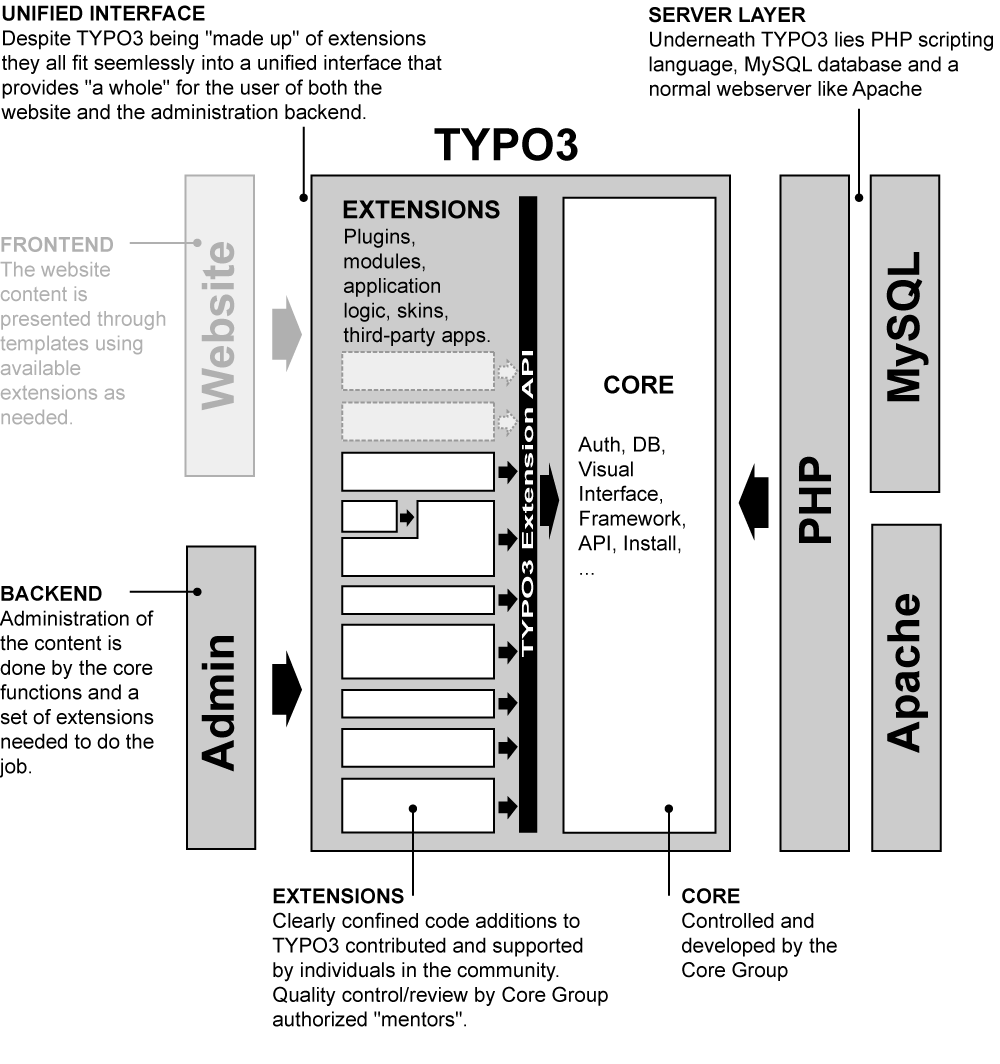 UNIFIED INTERFACE
Despite TYPO3 being "made up" of extensions
they all fit seemlessly into a unified interface that
provides "a whole" for the user of both the
website and the administration backend.
SERVER LAYER
Underneath TYPO3 lies PHP scripting
language, MySQL database and a
normal webserver like Apache
TYPO3
FRONTEND
The website
content is
presented through
templates using
available
extensions as
needed.
Website
EXTENSIONS
Plugins,
modules,
application
logic, skins,
third-party apps.
TYPO3 Extension API
CORE
Auth, DB,
Visual
Interface,
Framework,
API, Install,
...
PHP
MySQL
Apache
BACKEND
Administration of
the content is
done by the core
functions and a
set of extensions
needed to do the
job.
Admin
EXTENSIONS
Clearly confined code additions to
TYPO3 contributed and supported
by individuals in the community.
Quality control/review by Core Group
authorized "mentors".
CORE
Controlled and
developed by the
Core Group